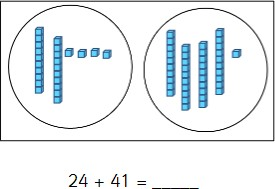 24 + 41 = _____